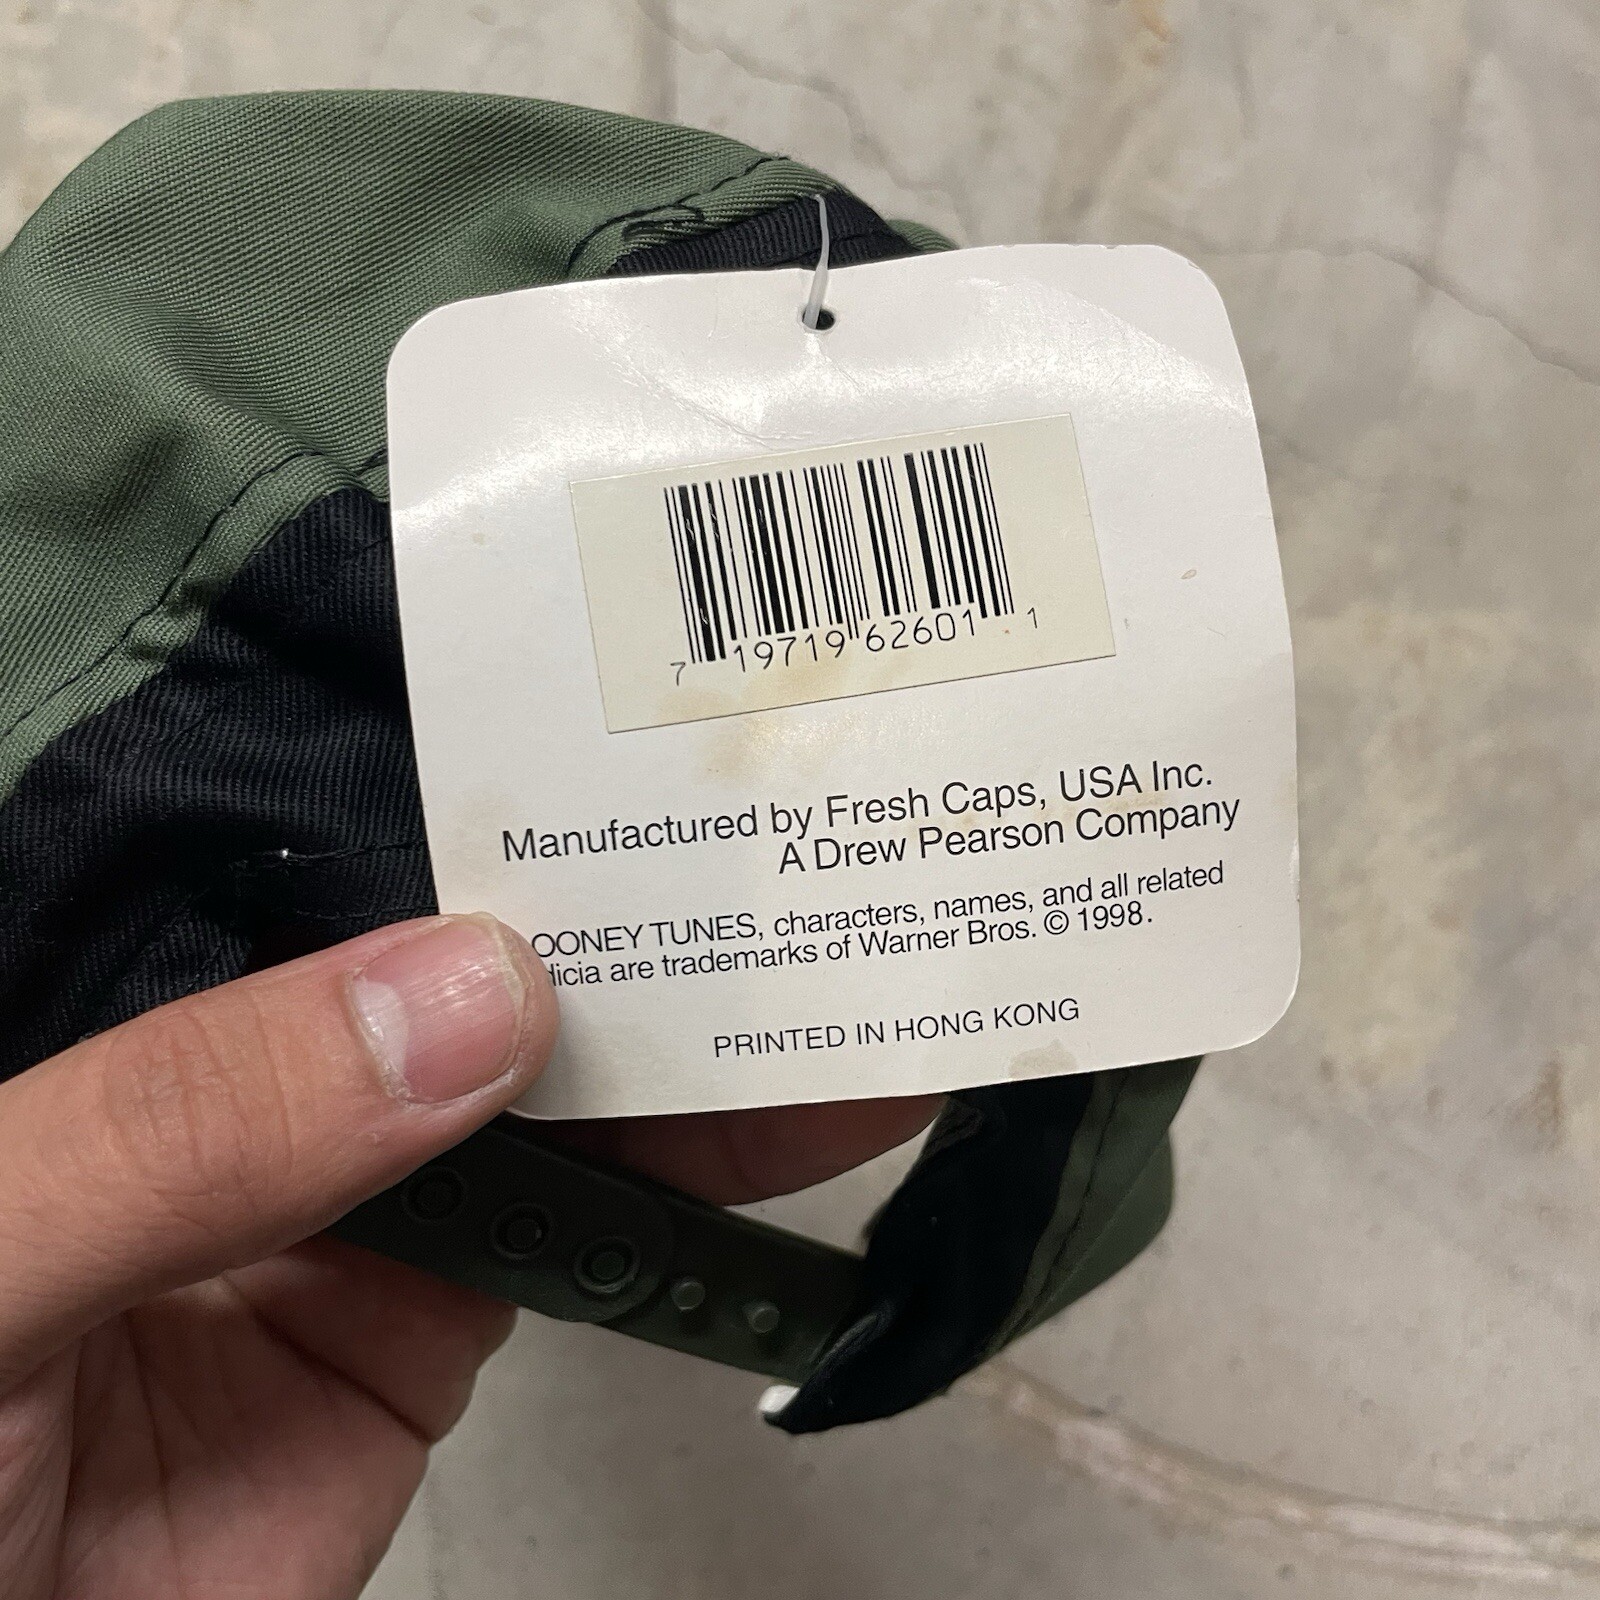 7 19719 62601 1
Manufactured by Fresh Caps, USA Inc.
A Drew Pearson Company
OONEY TUNES, characters, names, and all related
dicia are trademarks of Warner Bros. © 1998.
PRINTED IN HONG KONG